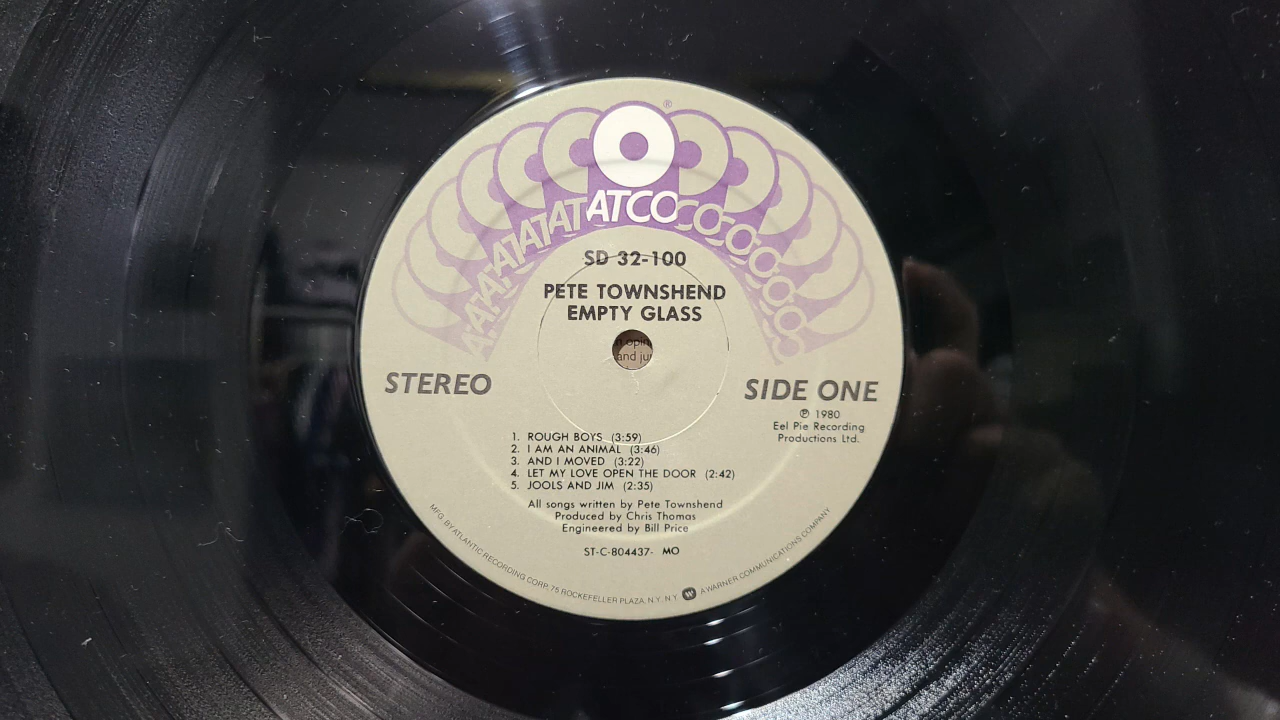 ®
ATCO
SD 32-100
PETE TOWNSHEND
EMPTY GLASS
STEREO
SIDE ONE
℗ 1980
Eel Pie Recording
Productions Ltd.
1. ROUGH BOYS (3:59)
2. I AM AN ANIMAL (3:46)
3. AND I MOVED (3:22)
4. LET MY LOVE OPEN THE DOOR (2:42)
5. JOOLS AND JIM (2:35)
All songs written by Pete Townshend
Produced by Chris Thomas
Engineered by Bill Price
ST-C-804437- MO
MFG. BY ATLANTIC RECORDING CORP., 75 ROCKEFELLER PLAZA, N.Y. N.Y. A WARNER COMMUNICATIONS COMPANY